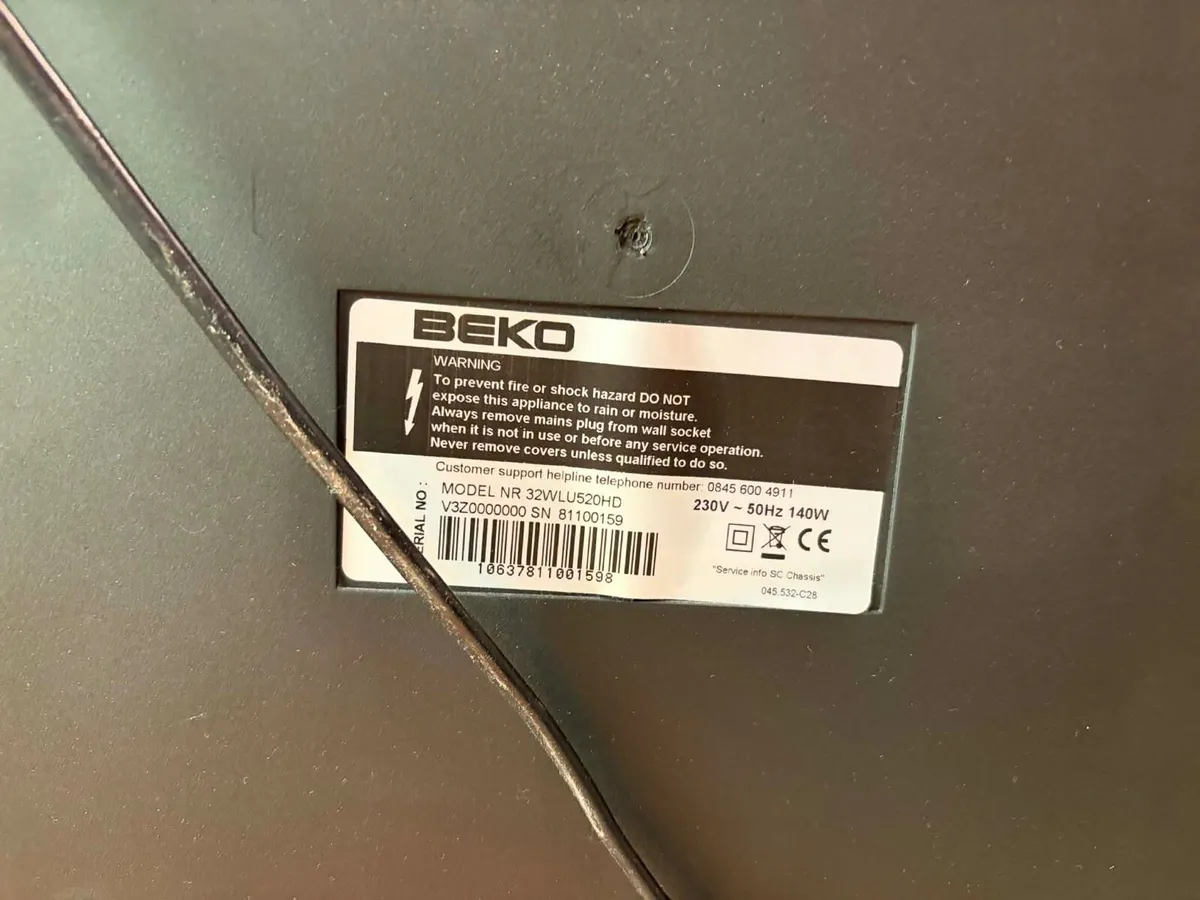 BEKO
WARNING
To prevent fire or shock hazard DO NOT
expose this appliance to rain or moisture.
Always remove mains plug from wall socket
when it is not in use or before any service operation.
Never remove covers unless qualified to do so.
Customer support helpline telephone number: 0845 600 4911
MODEL NR 32WLU520HD
V3Z0000000 SN 81100159
ERIAL NO :
10637811001598
230V ~ 50Hz 140W
CE
"Service info SC Chassis"
045.532-C28